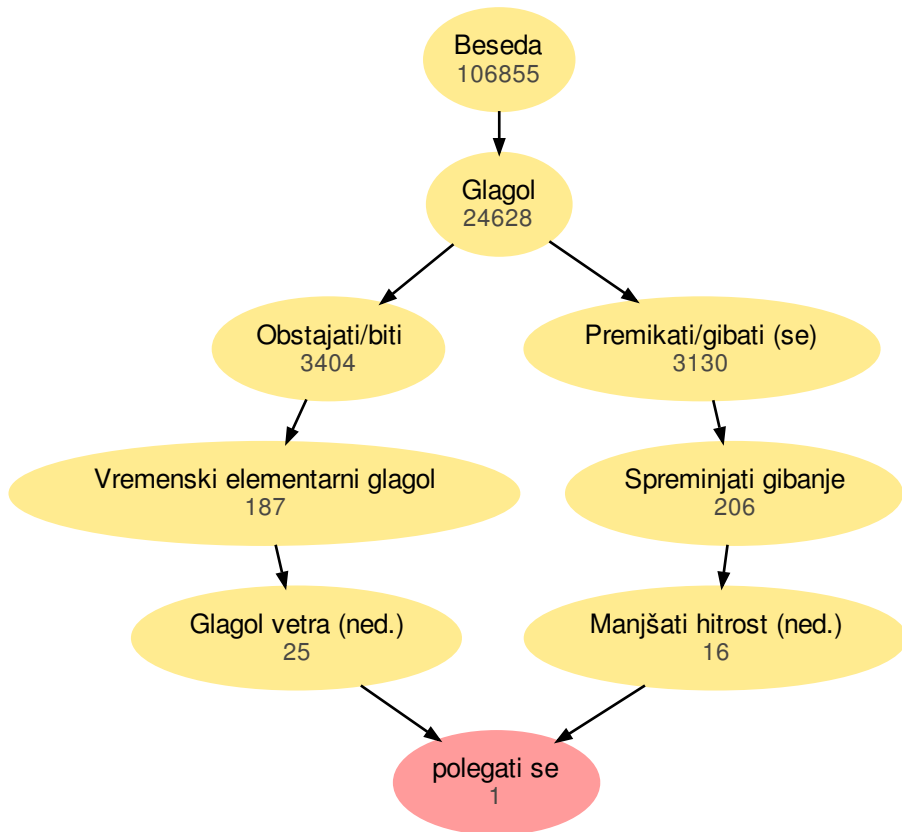 Beseda
106855
Glagol
24628
Obstajati/biti
3404
Premikati/gibati (se)
3130
Vremenski elementarni glagol
187
Spreminjati gibanje
206
Glagol vetra (ned.)
25
Manjšati hitrost (ned.)
16
polegati se
1